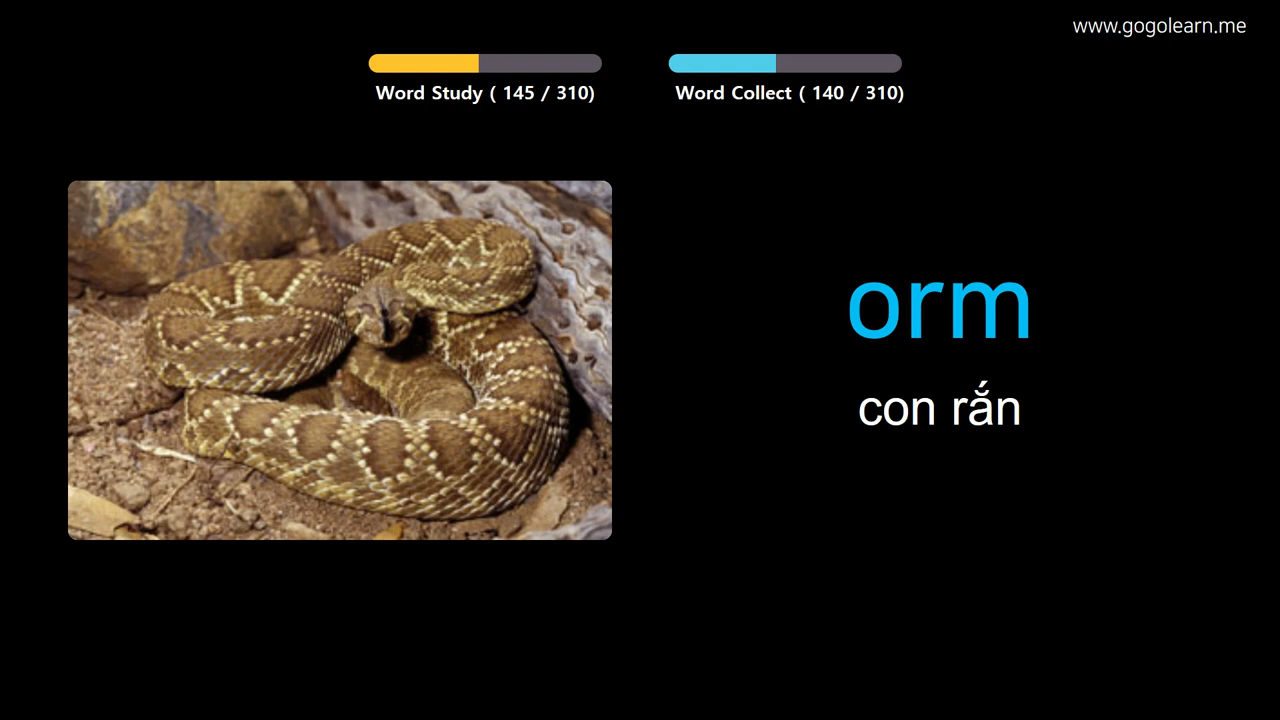 www.gogolearn.me
Word Study ( 145 / 310)
Word Collect ( 140 / 310)
orm
con rắn